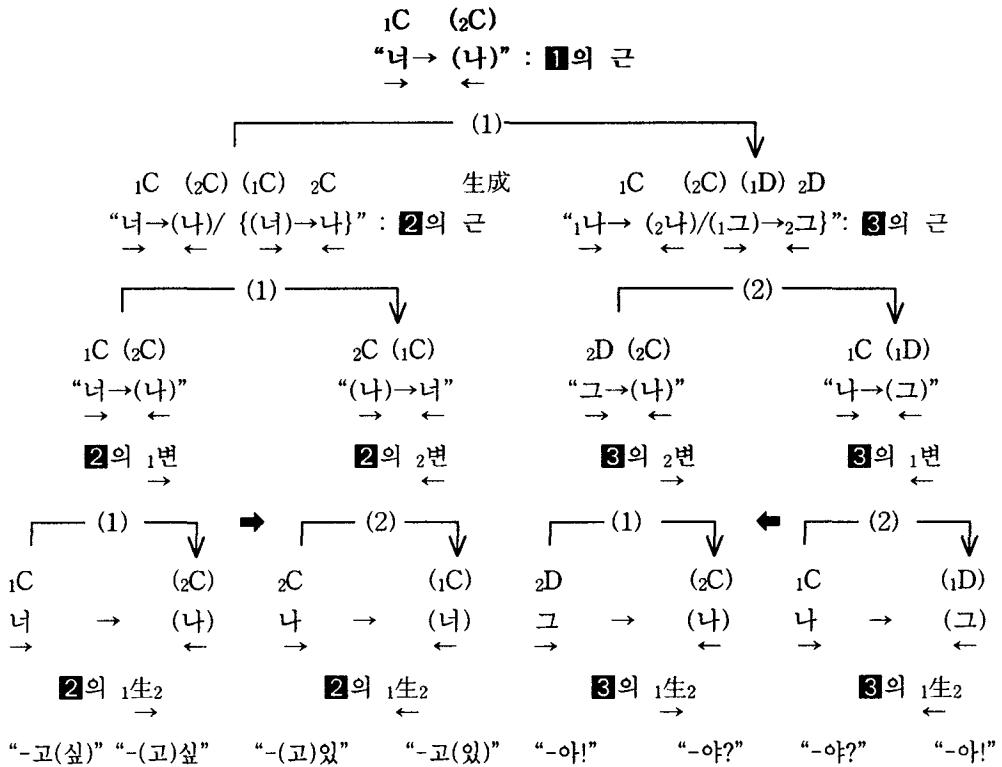 ₁C (₂C)
“너→ (나)” : 1의 근
→ ←
(1)
₁C (₂C) (₁C) ₂C 生成 ₁C (₂C) (₁D) ₂D
“너→(나)/ {(너)→나}” : 2의 근 “₁나→ (₂나)/(₁그)→₂그}”: 3의 근
→ ← → ← → ← → ←
(1) (2)
₁C (₂C) ₂C (₁C) ₂D (₂C) ₁C (₁D)
“너→(나)” “(나)→너” “그→(나)” “나→(그)”
→ ← → ← → ← → ←
2의 ₁변 2의 ₂변 3의 ₂변 3의 ₁변
→ ← → ←
(1) ➡ (2) (1) ⬅ (2)
₁C (₂C) ₂C (₁C) ₂D (₂C) ₁C (₁D)
너 → (나) 나 → (너) 그 → (나) 나 → (그)
→ ← → ← → ← → ←
2의 ₁生₂ 2의 ₁生₂ 3의 ₁生₂ 3의 ₁生₂
→ ← → ←
“-고(싶)” “-(고)싶” “-(고)있” “-고(있)” “-아!” “-야?” “-야?” “-아!”